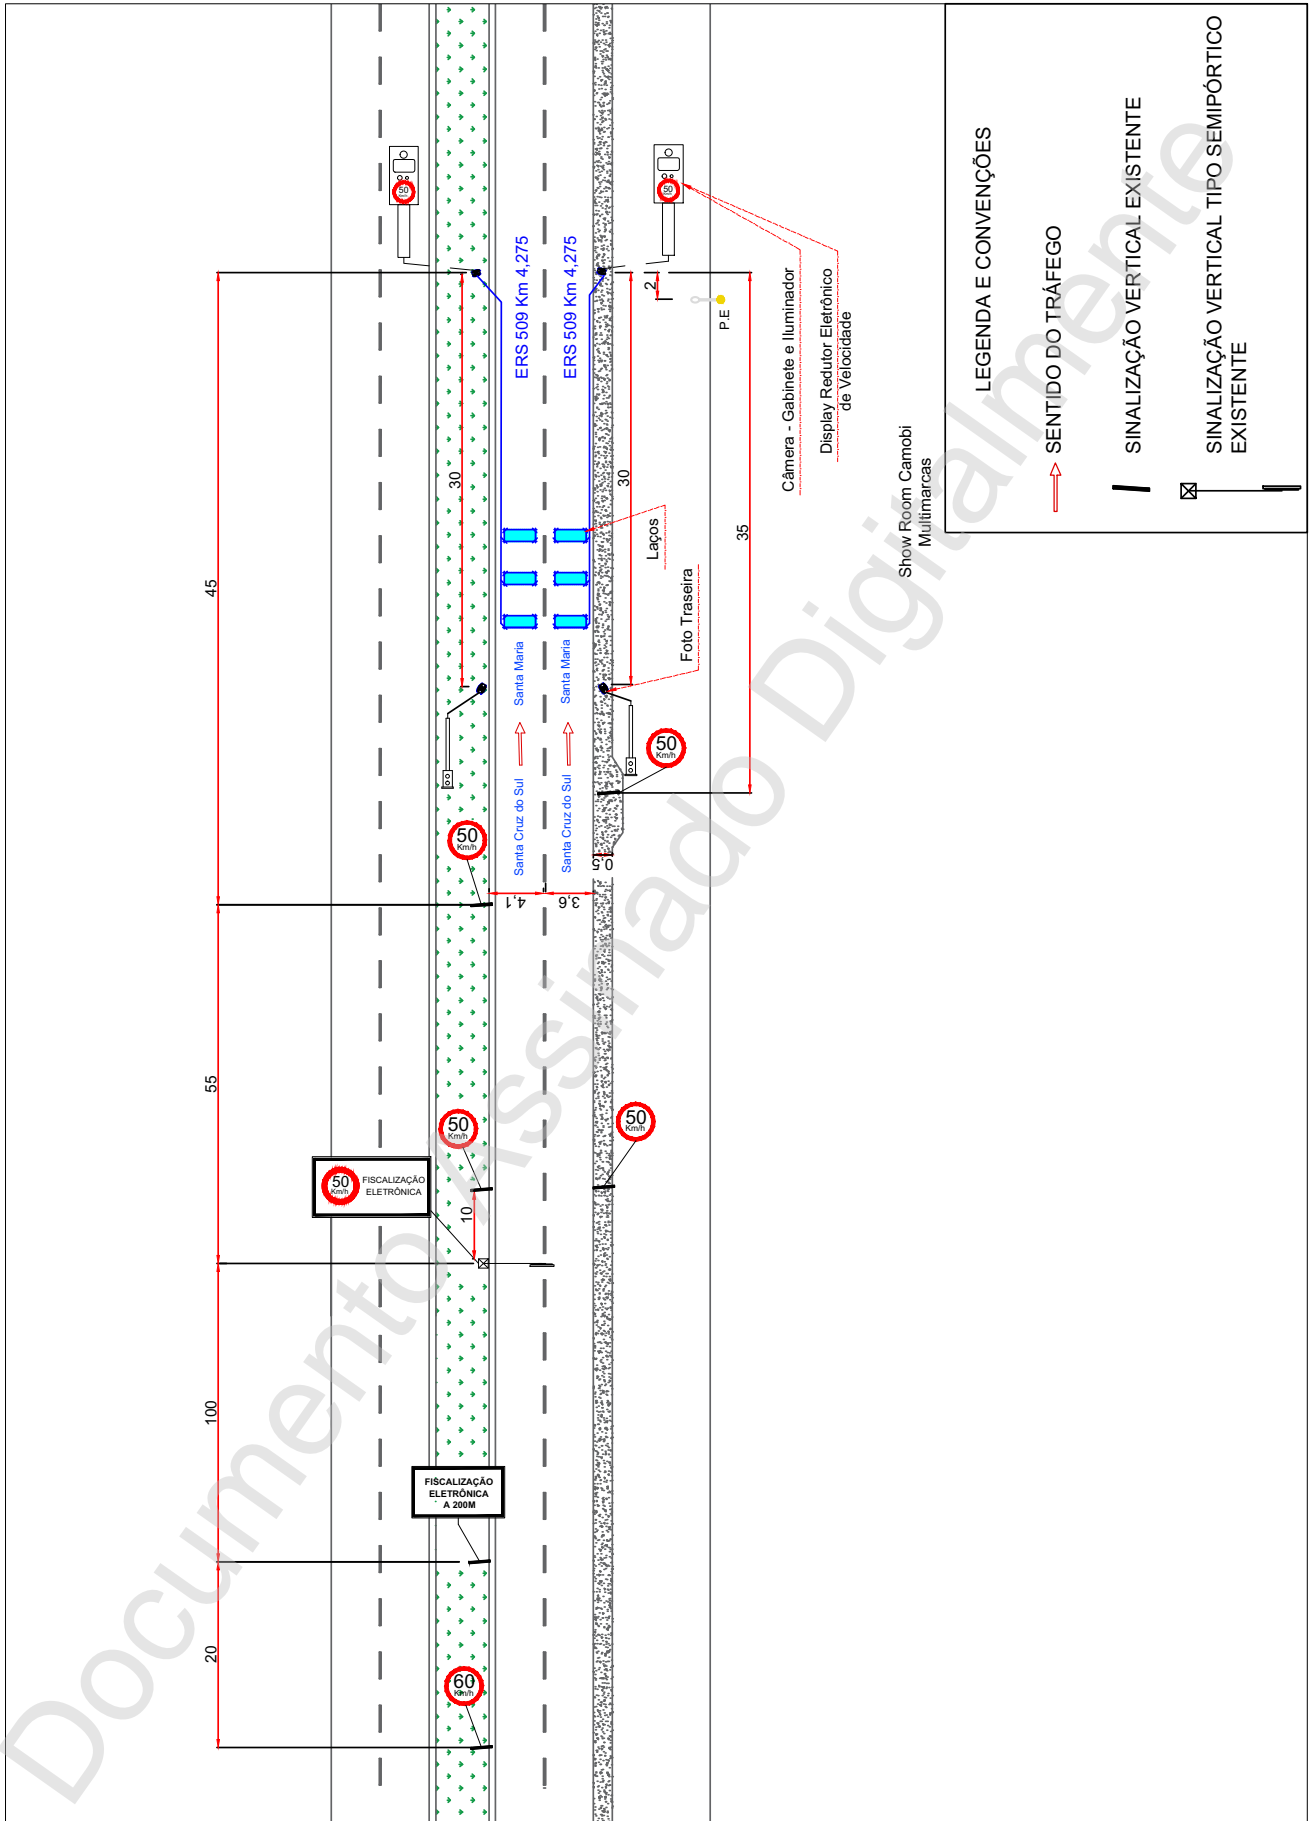 50
Km/h
50
Km/h
ERS 509 Km 4,275
ERS 509 Km 4,275
2
P.E
30
30
35
45
Câmera - Gabinete e Iluminador
Display Redutor Eletrônico
de Velocidade
Laços
Foto Traseira
Show Room Camobi
Multimarcas
Santa Maria
Santa Maria
Santa Cruz do Sul
Santa Cruz do Sul
50
Km/h
50
Km/h
0,5
4,1
3,6
55
50
Km/h
50
Km/h
50
Km/h
FISCALIZAÇÃO
ELETRÔNICA
10
100
FISCALIZAÇÃO
ELETRÔNICA
A 200M
20
60
Km/h
LEGENDA E CONVENÇÕES
SENTIDO DO TRÁFEGO
SINALIZAÇÃO VERTICAL EXISTENTE
SINALIZAÇÃO VERTICAL TIPO SEMIPÓRTICO
EXISTENTE
Documento Assinado Digitalmente